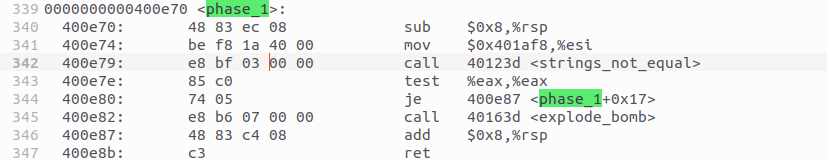 339 0000000000400e70 <phase_1>:
340 400e70: 48 83 ec 08 sub $0x8,%rsp
341 400e74: be f8 1a 40 00 mov $0x401af8,%esi
342 400e79: e8 bf 03 00 00 call 40123d <strings_not_equal>
343 400e7e: 85 c0 test %eax,%eax
344 400e80: 74 05 je 400e87 <phase_1+0x17>
345 400e82: e8 b6 07 00 00 call 40163d <explode_bomb>
346 400e87: 48 83 c4 08 add $0x8,%rsp
347 400e8b: c3 ret